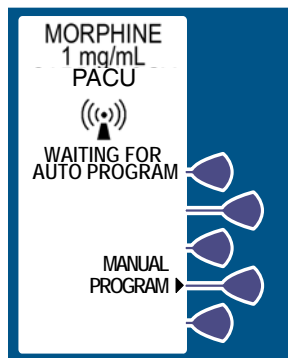 MORPHINE
1 mg/mL
PACU
WAITING FOR
AUTO PROGRAM
MANUAL
PROGRAM